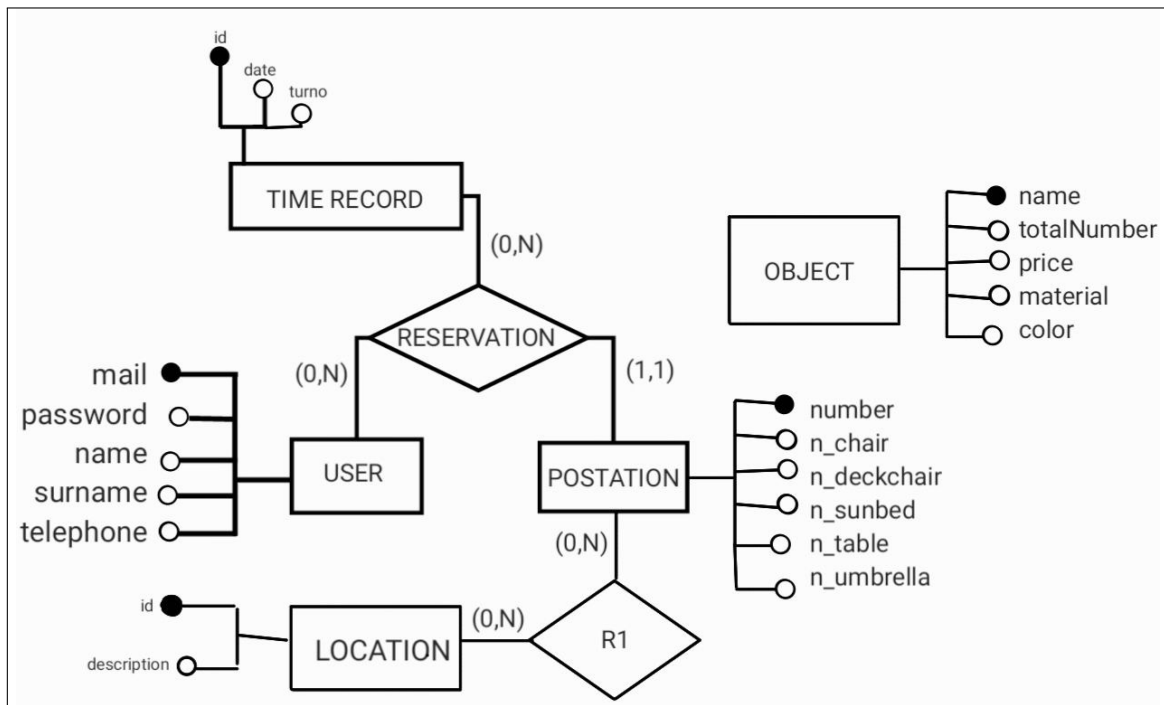 id
date
turno
TIME RECORD
(0,N)
RESERVATION
(0,N)
(1,1)
mail
password
name
surname
telephone
USER
POSTATION
number
n_chair
n_deckchair
n_sunbed
n_table
n_umbrella
(0,N)
id
description
LOCATION
(0,N)
R1
OBJECT
name
totalNumber
price
material
color